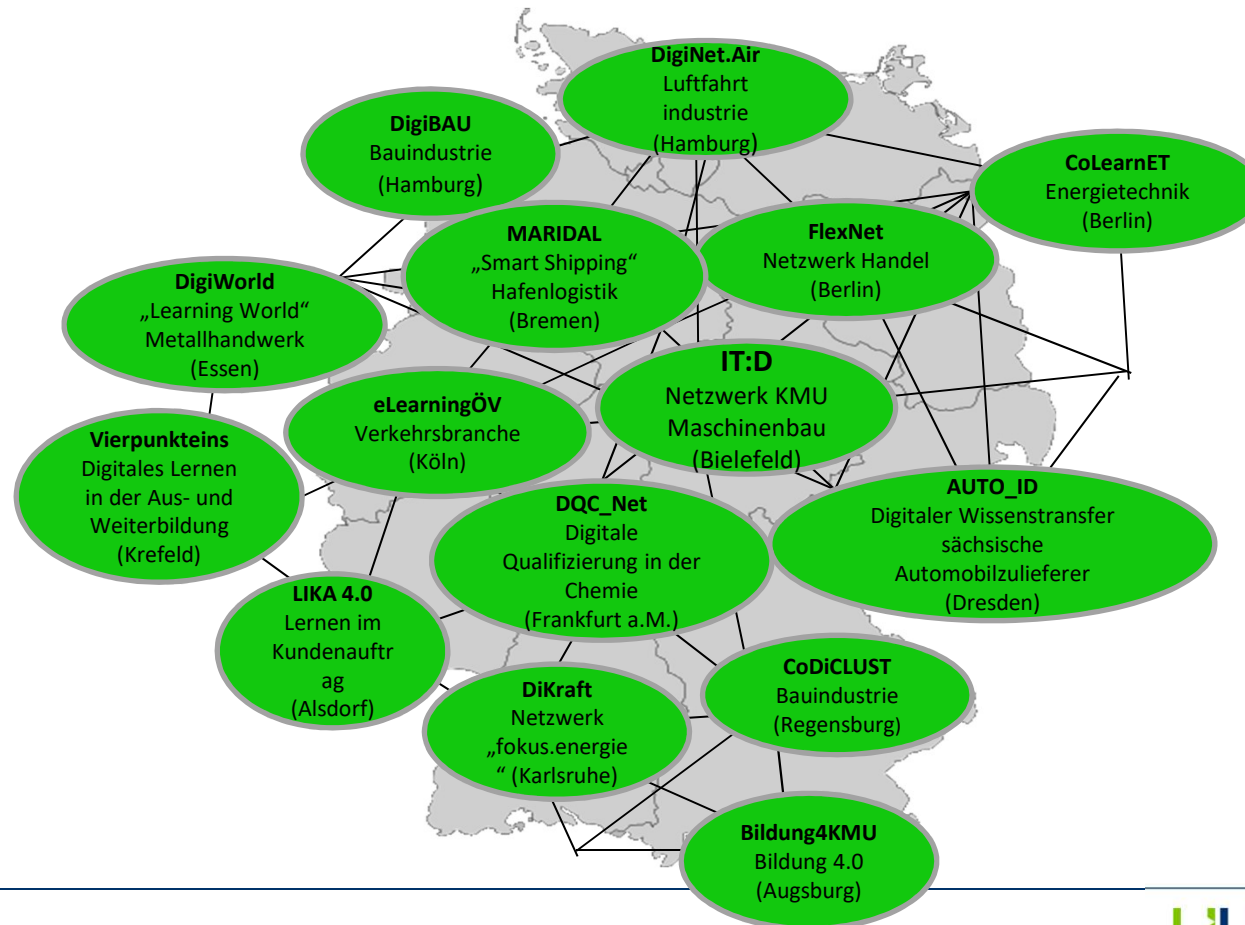 DigiNet.Air
Luftfahrt
industrie
(Hamburg)
DigiBAU
Bauindustrie
(Hamburg)
CoLearnET
Energietechnik
(Berlin)
MARIDAL
„Smart Shipping“
Hafenlogistik
(Bremen)
FlexNet
Netzwerk Handel
(Berlin)
DigiWorld
„Learning World“
Metallhandwerk
(Essen)
IT:D
Netzwerk KMU
Maschinenbau
(Bielefeld)
eLearningÖV
Verkehrsbranche
(Köln)
Vierpunkteins
Digitales Lernen
in der Aus- und
Weiterbildung
(Krefeld)
DQC_Net
Digitale
Qualifizierung in der
Chemie
(Frankfurt a.M.)
AUTO_ID
Digitaler Wissenstransfer
sächsische
Automobilzulieferer
(Dresden)
LIKA 4.0
Lernen im
Kundenauftr
ag
(Alsdorf)
CoDiCLUST
Bauindustrie
(Regensburg)
DiKraft
Netzwerk
„fokus.energie
“ (Karlsruhe)
Bildung4KMU
Bildung 4.0
(Augsburg)